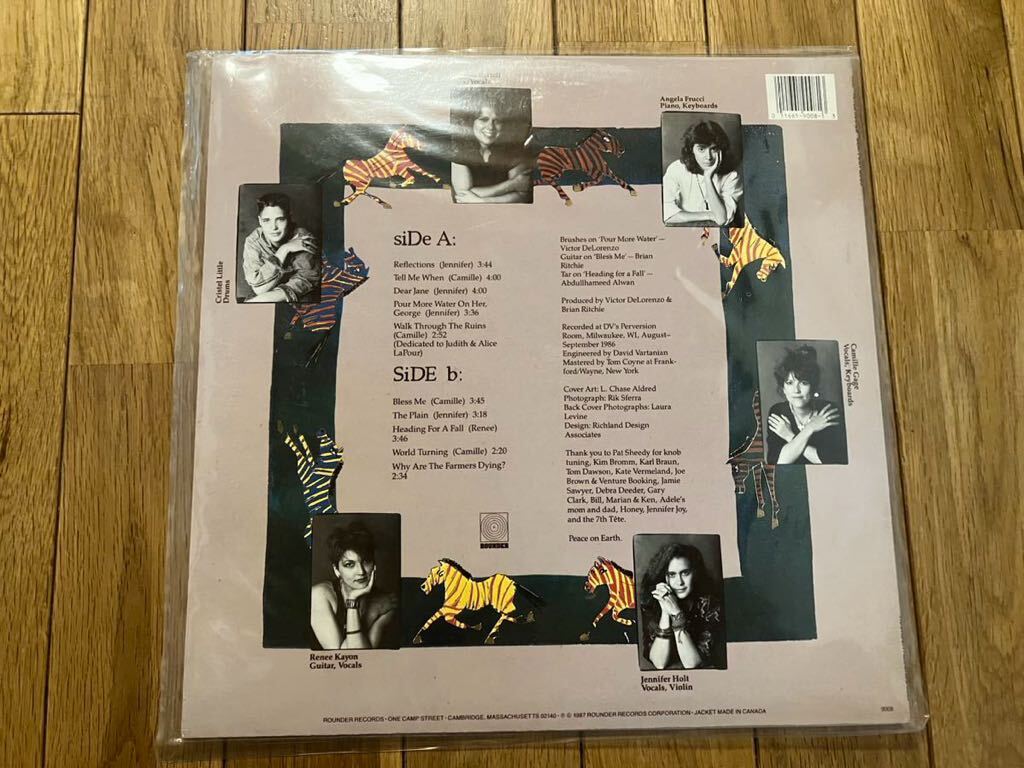 Vocals
Angela Frucci
Piano, Keyboards
0 11661-9008-1 3
Cristel Little
Drums
siDe A:
Reflections (Jennifer) 3:44
Tell Me When (Camille) 4:00
Dear Jane (Jennifer) 4:00
Pour More Water On Her,
George (Jennifer) 3:36
Walk Through The Ruins
(Camille) 2:52
(Dedicated to Judith & Alice
LaPour)
SiDE b:
Bless Me (Camille) 3:45
The Plain (Jennifer) 3:18
Heading For A Fall (Renee)
3:46
World Turning (Camille) 2:20
Why Are The Farmers Dying?
2:34
ROUNDER
Brushes on 'Pour More Water'—
Victor DeLorenzo
Guitar on 'Bless Me'—Brian
Ritchie
Tar on 'Heading for a Fall'—
Abdullhameed Alwan
Produced by Victor DeLorenzo &
Brian Ritchie
Recorded at DV's Perversion
Room, Milwaukee, WI, August–
September 1986
Engineered by David Vartanian
Mastered by Tom Coyne at Frank-
ford/Wayne, New York
Cover Art: L. Chase Aldred
Photograph: Rik Sferra
Back Cover Photographs: Laura
Levine
Design: Richland Design
Associates
Thank you to Pat Sheedy for knob
tuning, Kim Bromm, Karl Braun,
Tom Dawson, Kate Vermeland, Joe
Brown & Venture Booking, Jamie
Sawyer, Debra Deeder, Gary
Clark, Bill, Marian & Ken, Adele's
mom and dad, Honey, Jennifer Joy,
and the 7th Tête.
Peace on Earth.
Camille Gage
Vocals, Keyboards
Renee Kayon
Guitar, Vocals
Jennifer Holt
Vocals, Violin
ROUNDER RECORDS • ONE CAMP STREET • CAMBRIDGE, MASSACHUSETTS 02140 • ℗ © 1987 ROUNDER RECORDS CORPORATION • JACKET MADE IN CANADA
9008